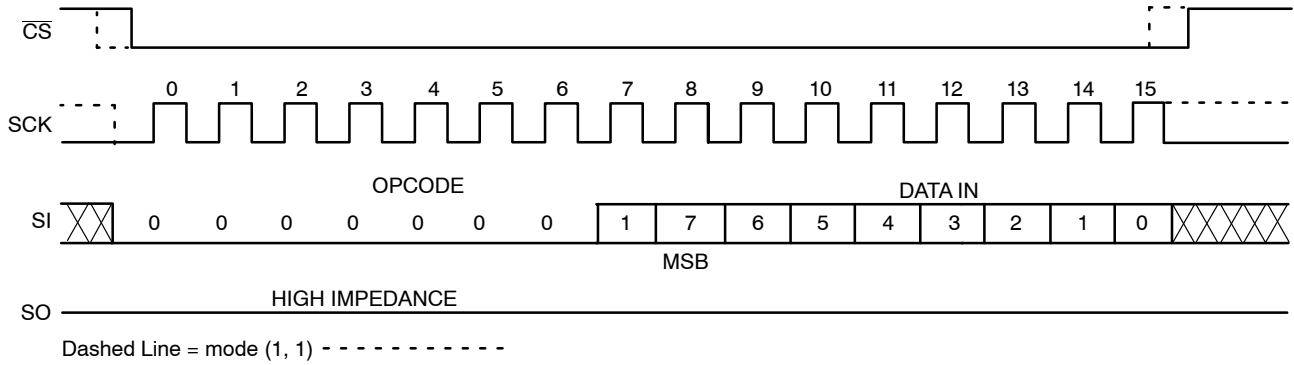 CS
0 1 2 3 4 5 6 7 8 9 10 11 12 13 14 15
SCK
OPCODE DATA IN
SI 0 0 0 0 0 0 0 1 7 6 5 4 3 2 1 0
MSB
HIGH IMPEDANCE
SO
Dashed Line = mode (1, 1)